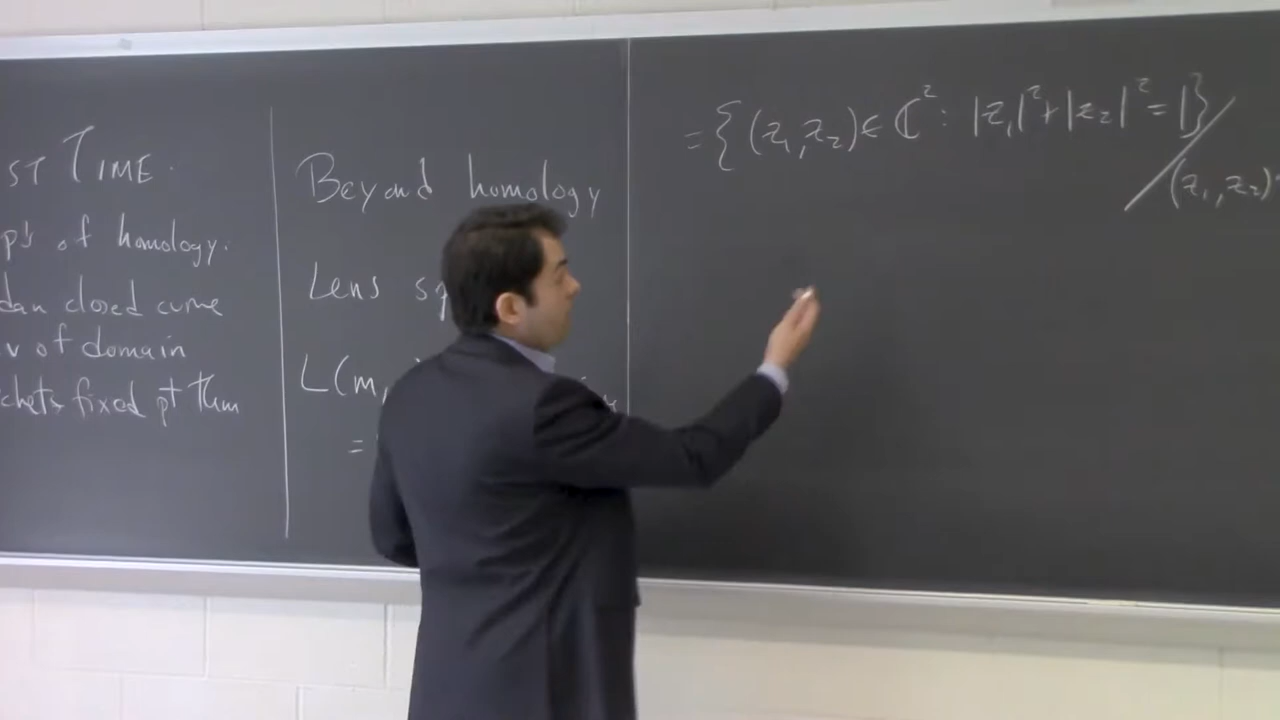 ST TIME.
p's of homology.
dan closed curve
v of domain
chets fixed pt thm
Beyond homology
Lens sp
L(m,
=
= { (z₁, z₂) ∈ ℂ² : |z₁|² + |z₂|² = 1} /
(z₁, z₂)